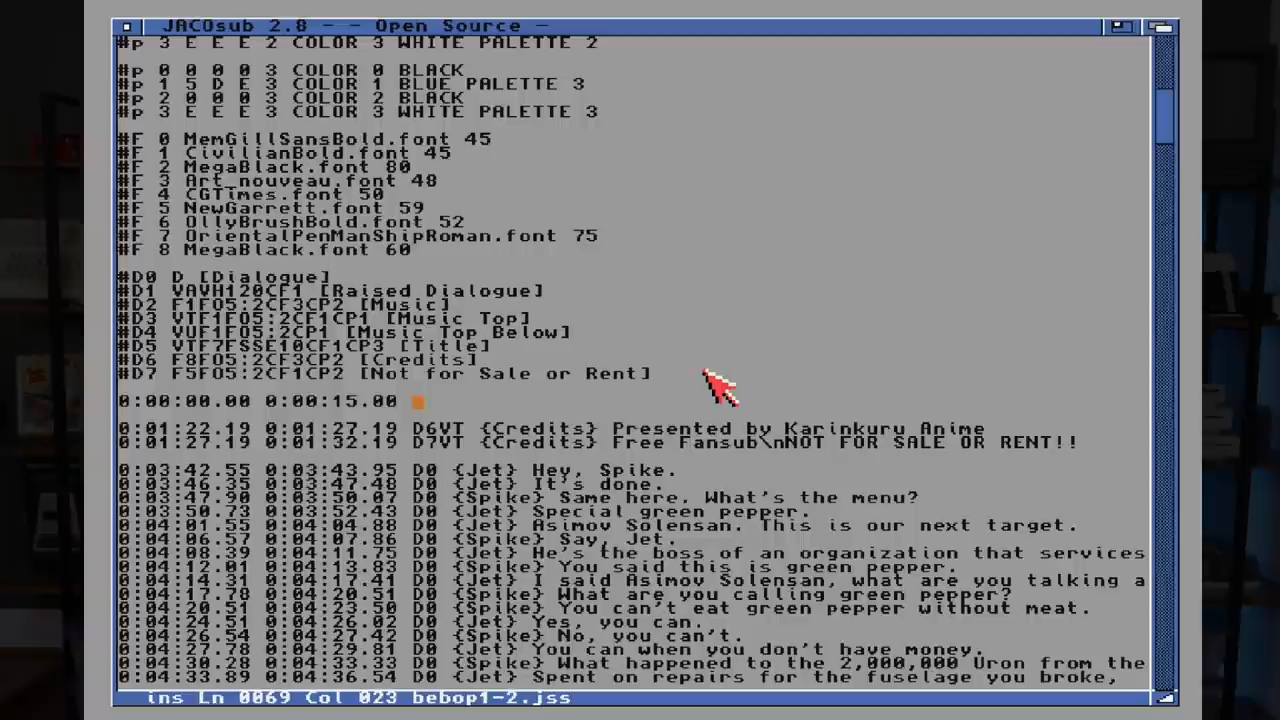 JACOsub 2.8 - - Open Source -
#p 3 E E E 2 COLOR 3 WHITE PALETTE 2
#p 0 0 0 0 3 COLOR 0 BLACK
#p 1 5 D E 3 COLOR 1 BLUE PALETTE 3
#p 2 0 0 0 3 COLOR 2 BLACK
#p 3 E E E 3 COLOR 3 WHITE PALETTE 3
#F 0 MemGillSansBold.font 45
#F 1 CivilianBold.font 45
#F 2 MegaBlack.font 80
#F 3 Art_nouveau.font 48
#F 4 CGTimes.font 50
#F 5 NewGarrett.font 59
#F 6 OllyBrushBold.font 52
#F 7 OrientalPenManShipRoman.font 75
#F 8 MegaBlack.font 60
#D0 D [Dialogue]
#D1 VAVH120CF1 [Raised Dialogue]
#D2 F1FO5:2CF3CP2 [Music]
#D3 VTF1FO5:2CF1CP1 [Music Top]
#D4 VUF1FO5:2CP1 [Music Top Below]
#D5 VTF7FSSE10CF1CP3 [Title]
#D6 F8FO5:2CF3CP2 [Credits]
#D7 F5FO5:2CF1CP2 [Not for Sale or Rent]
0:00:00.00 0:00:15.00
0:01:22.19 0:01:27.19 D6VT {Credits} Presented by Karinkuru Anime
0:01:27.19 0:01:32.19 D7VT {Credits} Free Fansub\nNOT FOR SALE OR RENT!!
0:03:42.55 0:03:43.95 D0 {Jet} Hey, Spike.
0:03:46.35 0:03:47.48 D0 {Jet} It's done.
0:03:47.90 0:03:50.07 D0 {Spike} Same here. What's the menu?
0:03:50.73 0:03:52.43 D0 {Jet} Special green pepper.
0:04:01.55 0:04:04.88 D0 {Jet} Asimov Solensan. This is our next target.
0:04:06.57 0:04:07.86 D0 {Spike} Say, Jet.
0:04:08.39 0:04:11.75 D0 {Jet} He's the boss of an organization that services
0:04:12.01 0:04:13.83 D0 {Spike} You said this is green pepper.
0:04:14.31 0:04:17.41 D0 {Jet} I said Asimov Solensan, what are you talking a
0:04:17.78 0:04:20.51 D0 {Spike} What are you calling green pepper?
0:04:20.51 0:04:23.50 D0 {Spike} You can't eat green pepper without meat.
0:04:24.51 0:04:26.02 D0 {Jet} Yes, you can.
0:04:26.54 0:04:27.42 D0 {Spike} No, you can't.
0:04:27.78 0:04:29.81 D0 {Jet} You can when you don't have money.
0:04:30.28 0:04:33.33 D0 {Spike} What happened to the 2,000,000 Uron from the
0:04:33.89 0:04:36.54 D0 {Jet} Spent on repairs for the fuselage you broke,
ins Ln 0069 Col 023 bebop1-2.jss